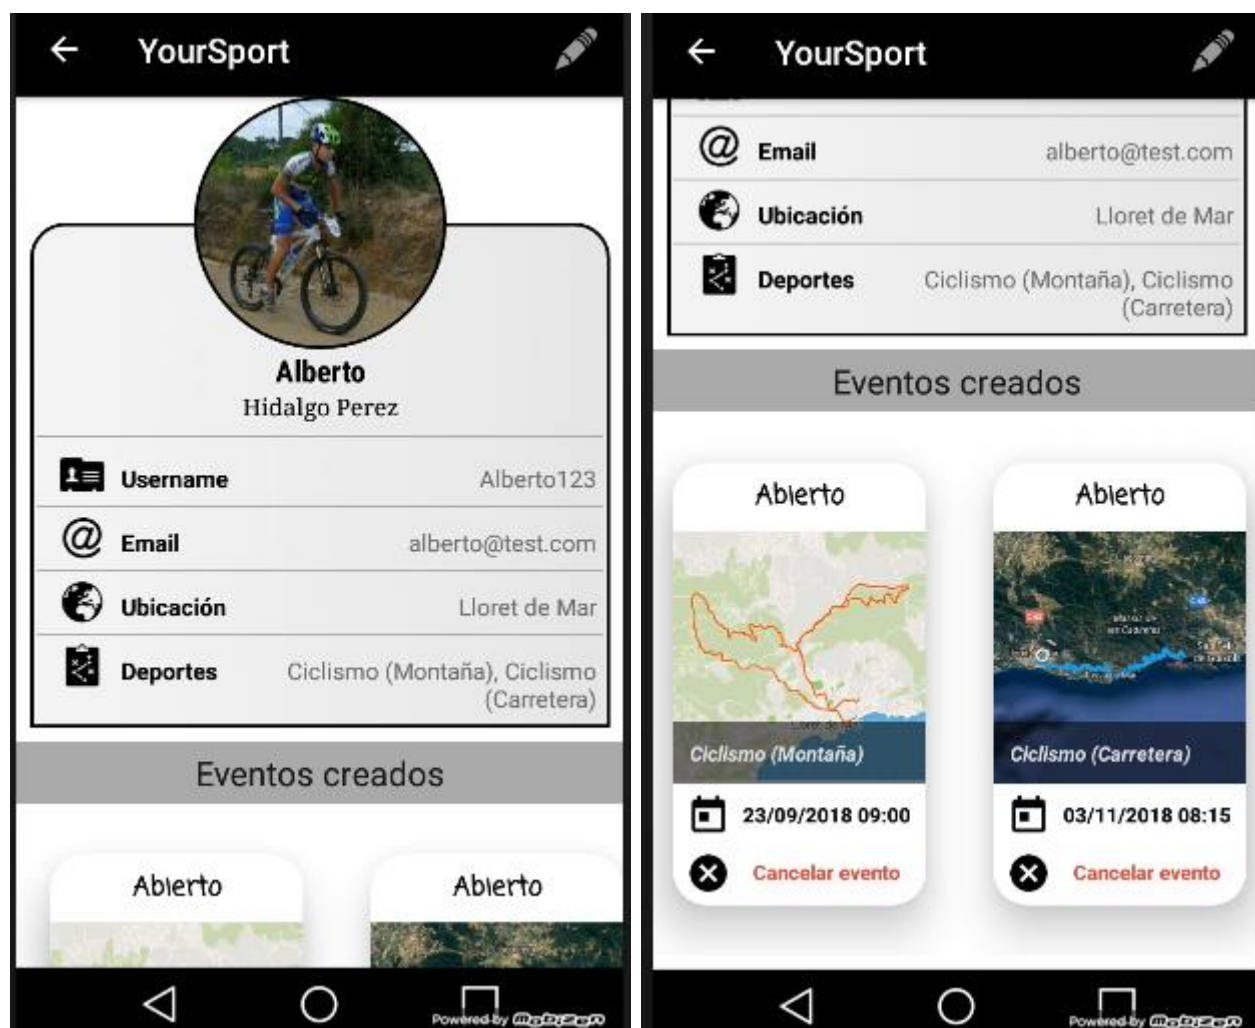 YourSport
Alberto
Hidalgo Perez
Username Alberto123
Email alberto@test.com
Ubicación Lloret de Mar
Deportes Ciclismo (Montaña), Ciclismo
(Carretera)
Eventos creados
Abierto Abierto
Powered by
YourSport
Email alberto@test.com
Ubicación Lloret de Mar
Deportes Ciclismo (Montaña), Ciclismo
(Carretera)
Eventos creados
Abierto Abierto
Lloret de Mar
Ciclismo (Montaña) Ciclismo (Carretera)
23/09/2018 09:00 03/11/2018 08:15
Cancelar evento Cancelar evento
Powered by